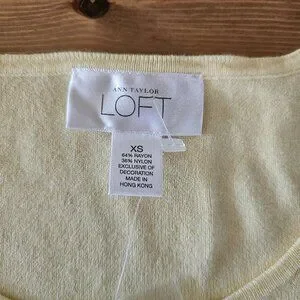 ANN TAYLOR
LOFT
XS
64% RAYON
36% NYLON
EXCLUSIVE OF
DECORATION
MADE IN
HONG KONG